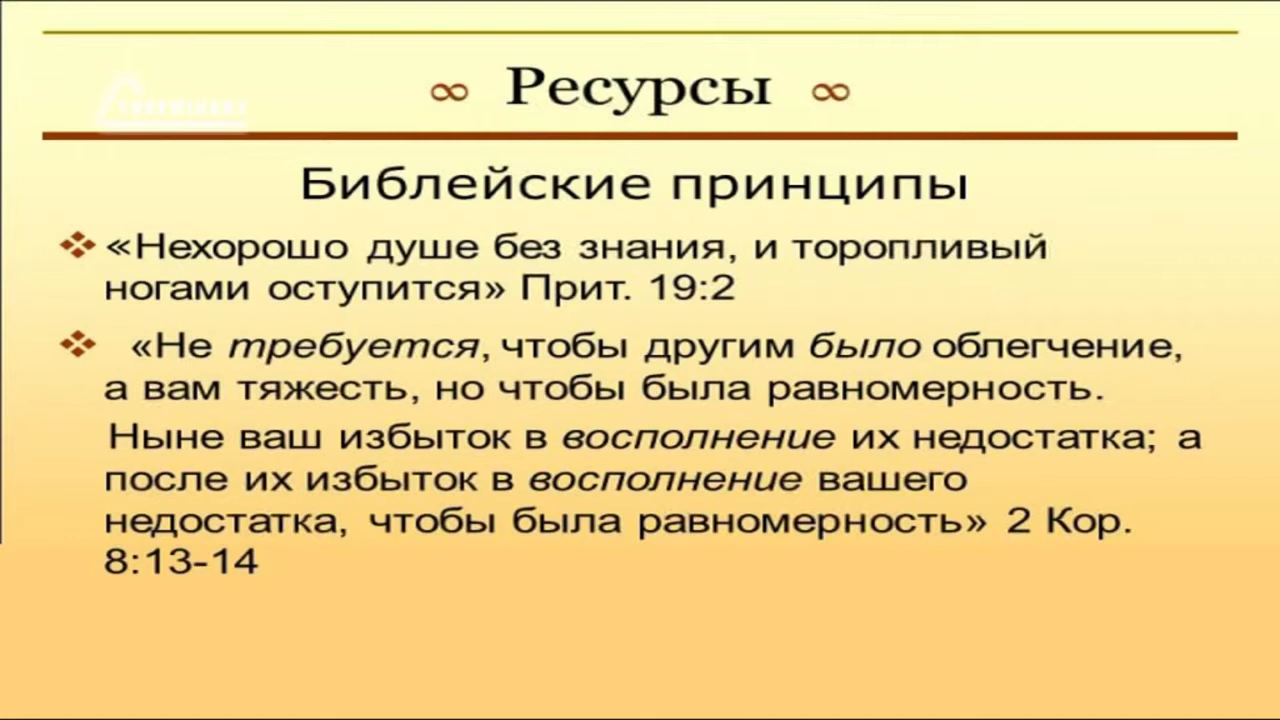 ∞ Ресурсы ∞
Библейские принципы
«Нехорошо душе без знания, и торопливый
ногами оступится» Прит. 19:2
«Не требуется, чтобы другим было облегчение,
а вам тяжесть, но чтобы была равномерность.
Ныне ваш избыток в восполнение их недостатка; а
после их избыток в восполнение вашего
недостатка, чтобы была равномерность» 2 Кор.
8:13-14